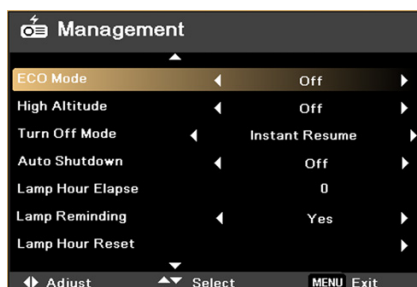 Management
ECO Mode Off
High Altitude Off
Turn Off Mode Instant Resume
Auto Shutdown Off
Lamp Hour Elapse 0
Lamp Reminding Yes
Lamp Hour Reset
Adjust Select MENU Exit